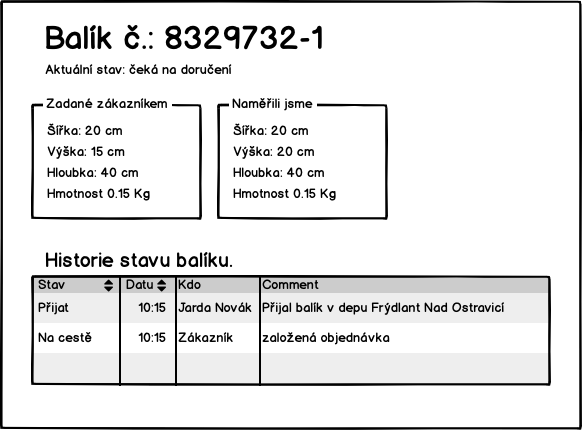 Balík č.: 8329732-1
Aktuální stav: čeká na doručení
Zadané zákazníkem
Šířka: 20 cm
Výška: 15 cm
Hloubka: 40 cm
Hmotnost 0.15 Kg
Naměřili jsme
Šířka: 20 cm
Výška: 20 cm
Hloubka: 40 cm
Hmotnost 0.15 Kg
Historie stavu balíku.
Stav Datu Kdo Comment
Přijat 10:15 Jarda Novák Přijal balík v depu Frýdlant Nad Ostravicí
Na cestě 10:15 Zákazník založená objednávka